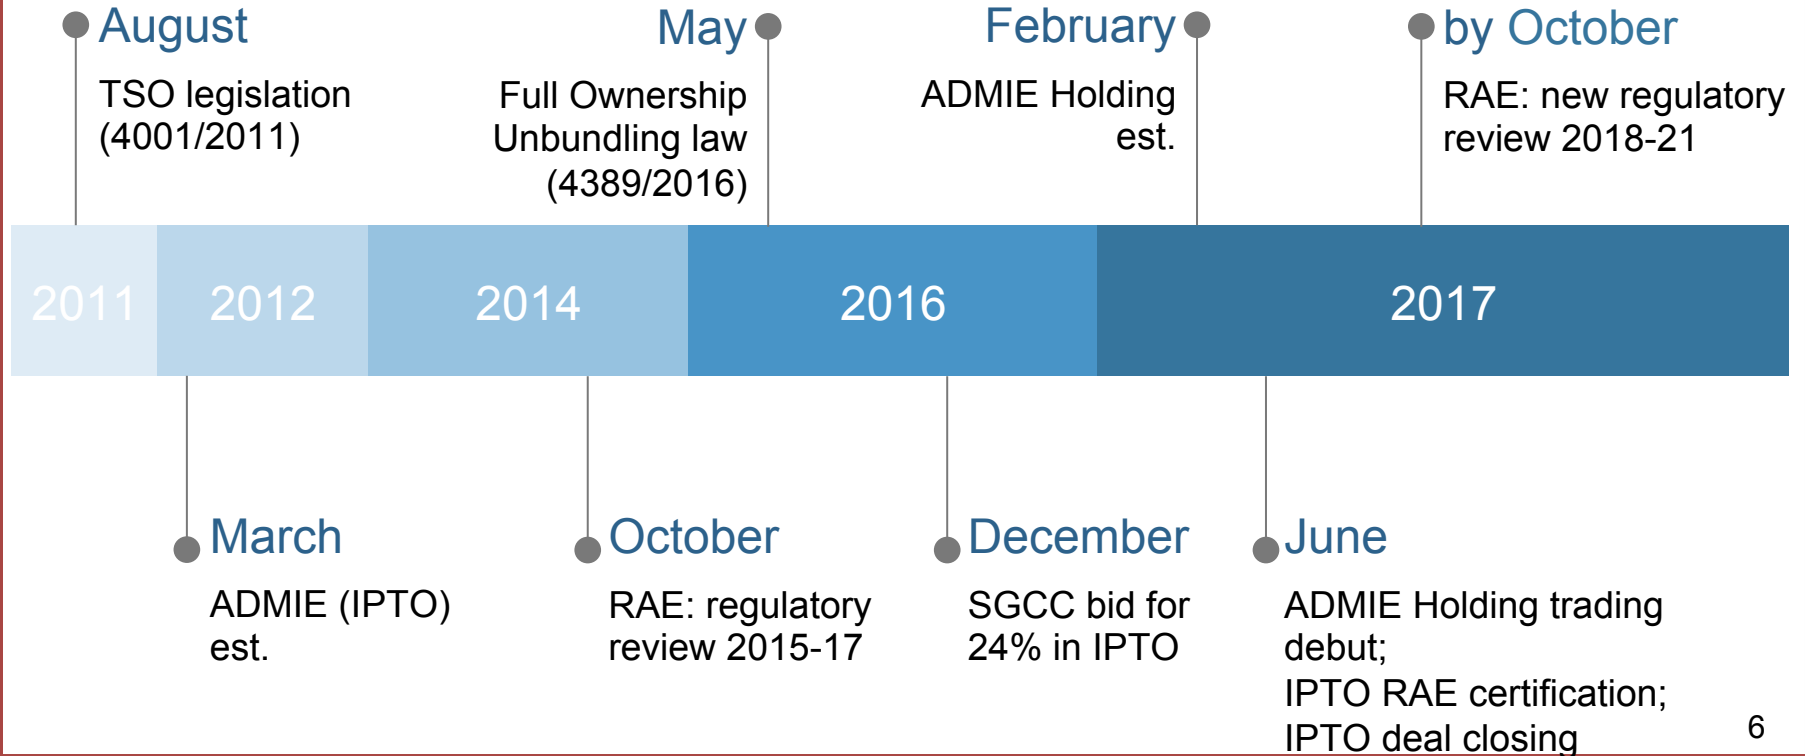 August
TSO legislation
(4001/2011)
May
Full Ownership
Unbundling law
(4389/2016)
February
ADMIE Holding
est.
by October
RAE: new regulatory
review 2018-21
2011
2012
2014
2016
2017
March
ADMIE (IPTO)
est.
October
RAE: regulatory
review 2015-17
December
SGCC bid for
24% in IPTO
June
ADMIE Holding trading
debut;
IPTO RAE certification;
IPTO deal closing
6